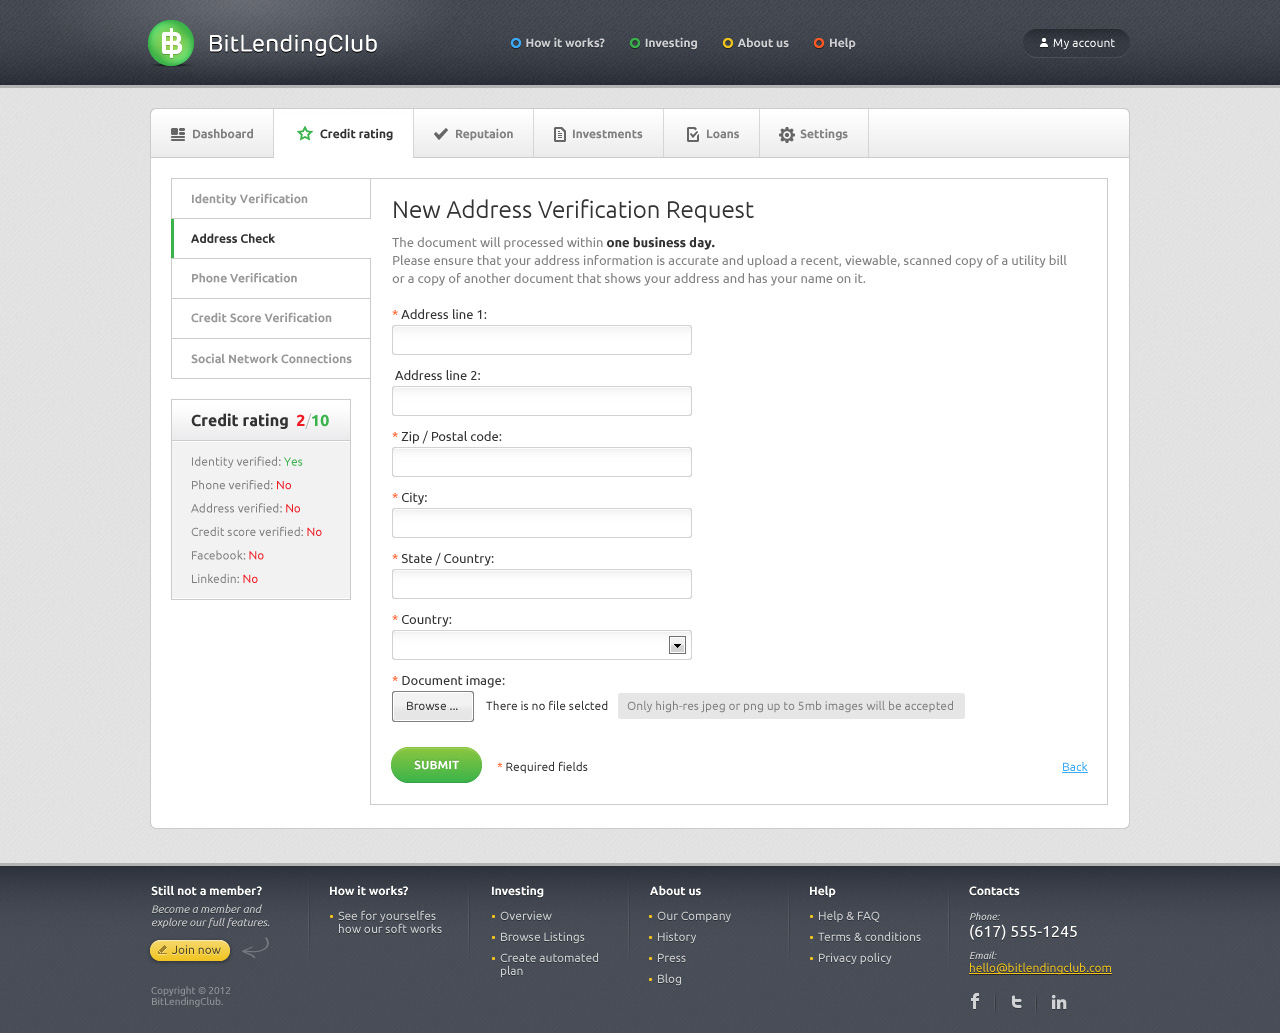 BitLendingClub
How it works?
Investing
About us
Help
My account
Dashboard
Credit rating
Reputaion
Investments
Loans
Settings
Identity Verification
Address Check
Phone Verification
Credit Score Verification
Social Network Connections
Credit rating 2/10
Identity verified: Yes
Phone verified: No
Address verified: No
Credit score verified: No
Facebook: No
Linkedin: No
New Address Verification Request
The document will processed within one business day.
Please ensure that your address information is accurate and upload a recent, viewable, scanned copy of a utility bill
or a copy of another document that shows your address and has your name on it.
* Address line 1:
Address line 2:
* Zip / Postal code:
* City:
* State / Country:
* Country:
* Document image:
Browse ...
There is no file selcted
Only high-res jpeg or png up to 5mb images will be accepted
SUBMIT
* Required fields
Back
Still not a member?
Become a member and
explore our full features.
Join now
Copyright © 2012
BitLendingClub.
How it works?
See for yourselfes
how our soft works
Investing
Overview
Browse Listings
Create automated
plan
About us
Our Company
History
Press
Blog
Help
Help & FAQ
Terms & conditions
Privacy policy
Contacts
Phone:
(617) 555-1245
Email:
hello@bitlendingclub.com